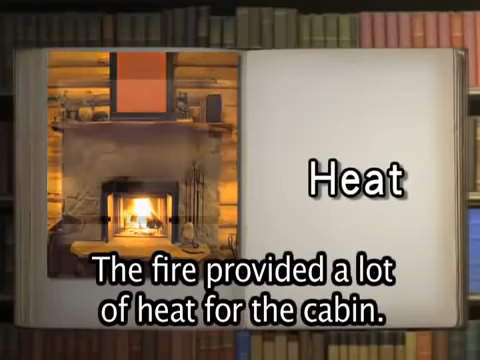 Heat
The fire provided a lot
of heat for the cabin.